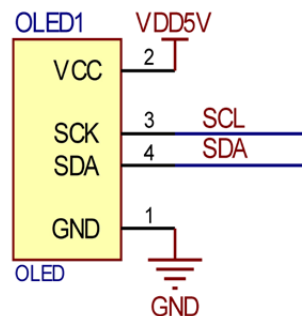 OLED1
VDD5V
VCC 2
SCK 3 SCL
SDA 4 SDA
GND 1
OLED
GND